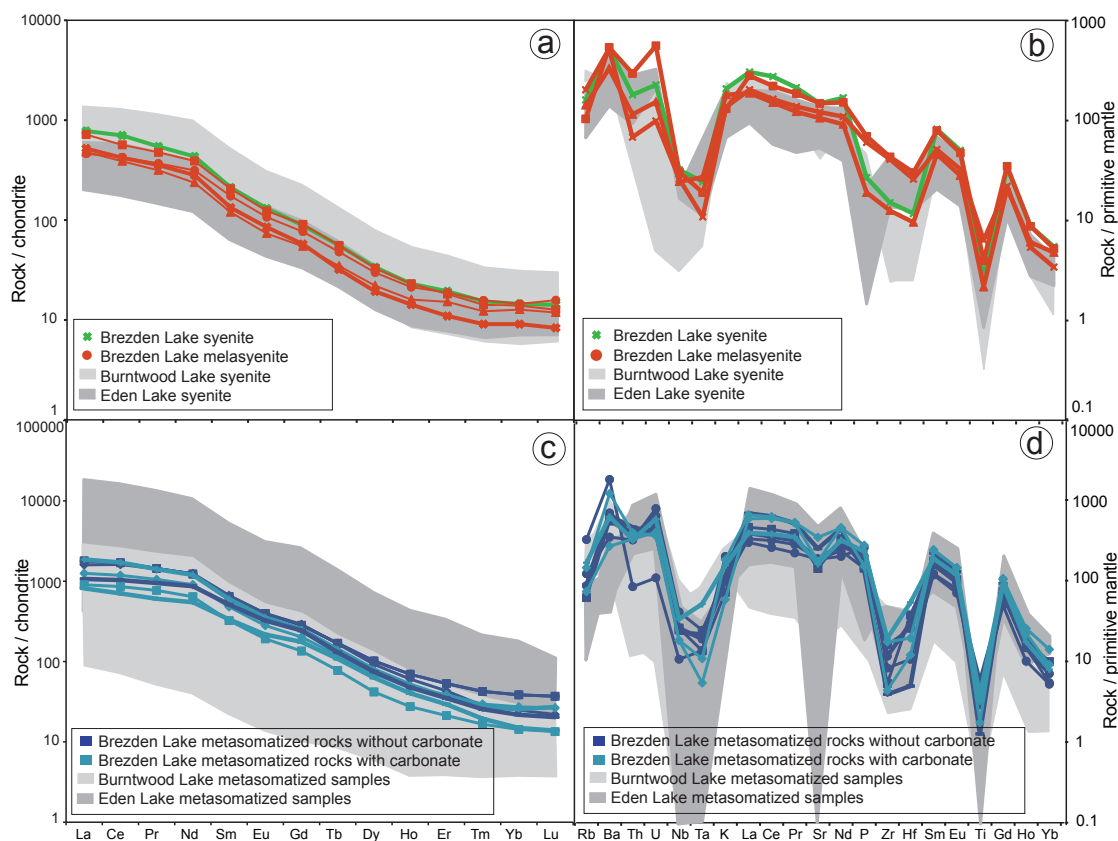 a
10000
1000
100
10
1
Rock / chondrite
Brezden Lake syenite
Brezden Lake melasyenite
Burntwood Lake syenite
Eden Lake syenite
b
1000
100
10
1
0.1
Rock / primitive mantle
Brezden Lake syenite
Brezden Lake melasyenite
Burntwood Lake syenite
Eden Lake syenite
c
100000
10000
1000
100
10
1
Rock / chondrite
Brezden Lake metasomatized rocks without carbonate
Brezden Lake metasomatized rocks with carbonate
Burntwood Lake metasomatized samples
Eden Lake metasomatized samples
La Ce Pr Nd Sm Eu Gd Tb Dy Ho Er Tm Yb Lu
d
10000
1000
100
10
1
0.1
Rock / primitive mantle
Brezden Lake metasomatized rocks without carbonate
Brezden Lake metasomatized rocks with carbonate
Burntwood Lake metasomatized samples
Eden Lake metasomatized samples
Rb Ba Th U Nb Ta K La Ce Pr Sr Nd P Zr Hf Sm Eu Ti Gd Ho Yb